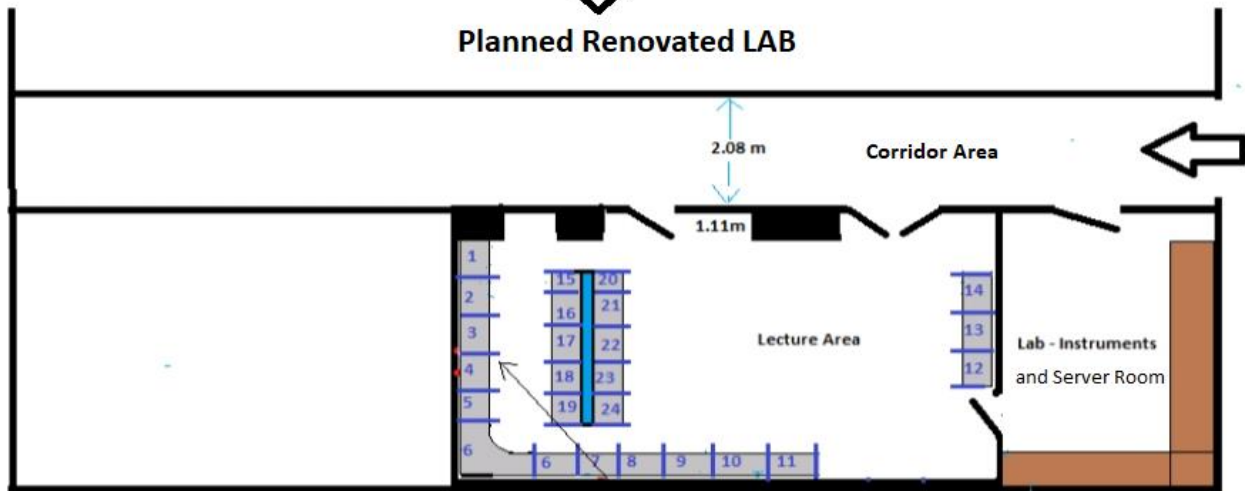 Planned Renovated LAB
2.08 m
Corridor Area
1.11m
1
2
3
4
5
6
15 20
16 21
17 22
18 23
19 24
Lecture Area
14
13
12
Lab - Instruments
and Server Room
6 7 8 9 10 11